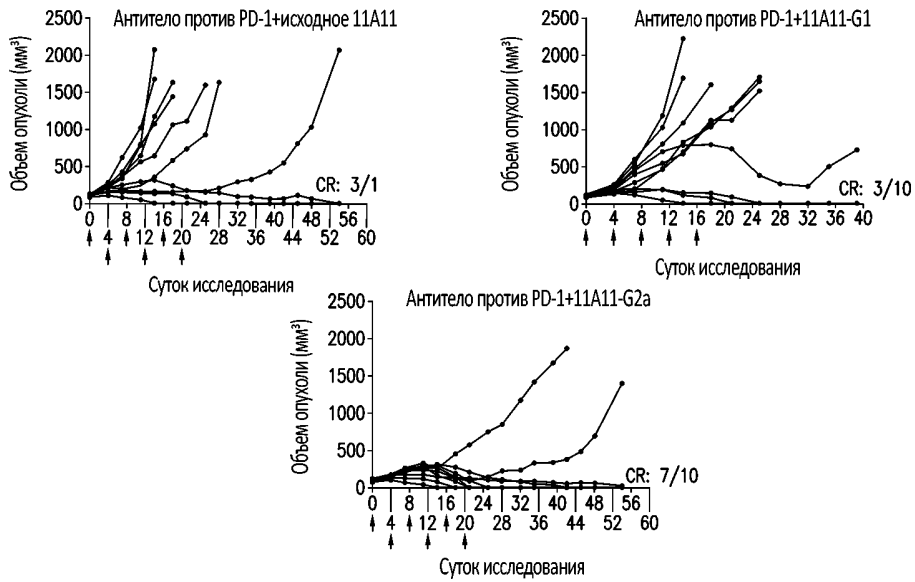 Антитело против PD-1+исходное 11A11
2500
2000
1500
1000
500
0
Объем опухоли (мм³)
CR: 3/1
0 8 16 24 32 40 48 56
4 12 20 28 36 44 52 60
Суток исследования
Антитело против PD-1+11A11-G1
2500
2000
1500
1000
500
0
Объем опухоли (мм³)
CR: 3/10
0 4 8 12 16 20 24 28 32 36 40
Суток исследования
Антитело против PD-1+11A11-G2a
2500
2000
1500
1000
500
0
Объем опухоли (мм³)
CR: 7/10
0 8 16 24 32 40 48 56
4 12 20 28 36 44 52 60
Суток исследования